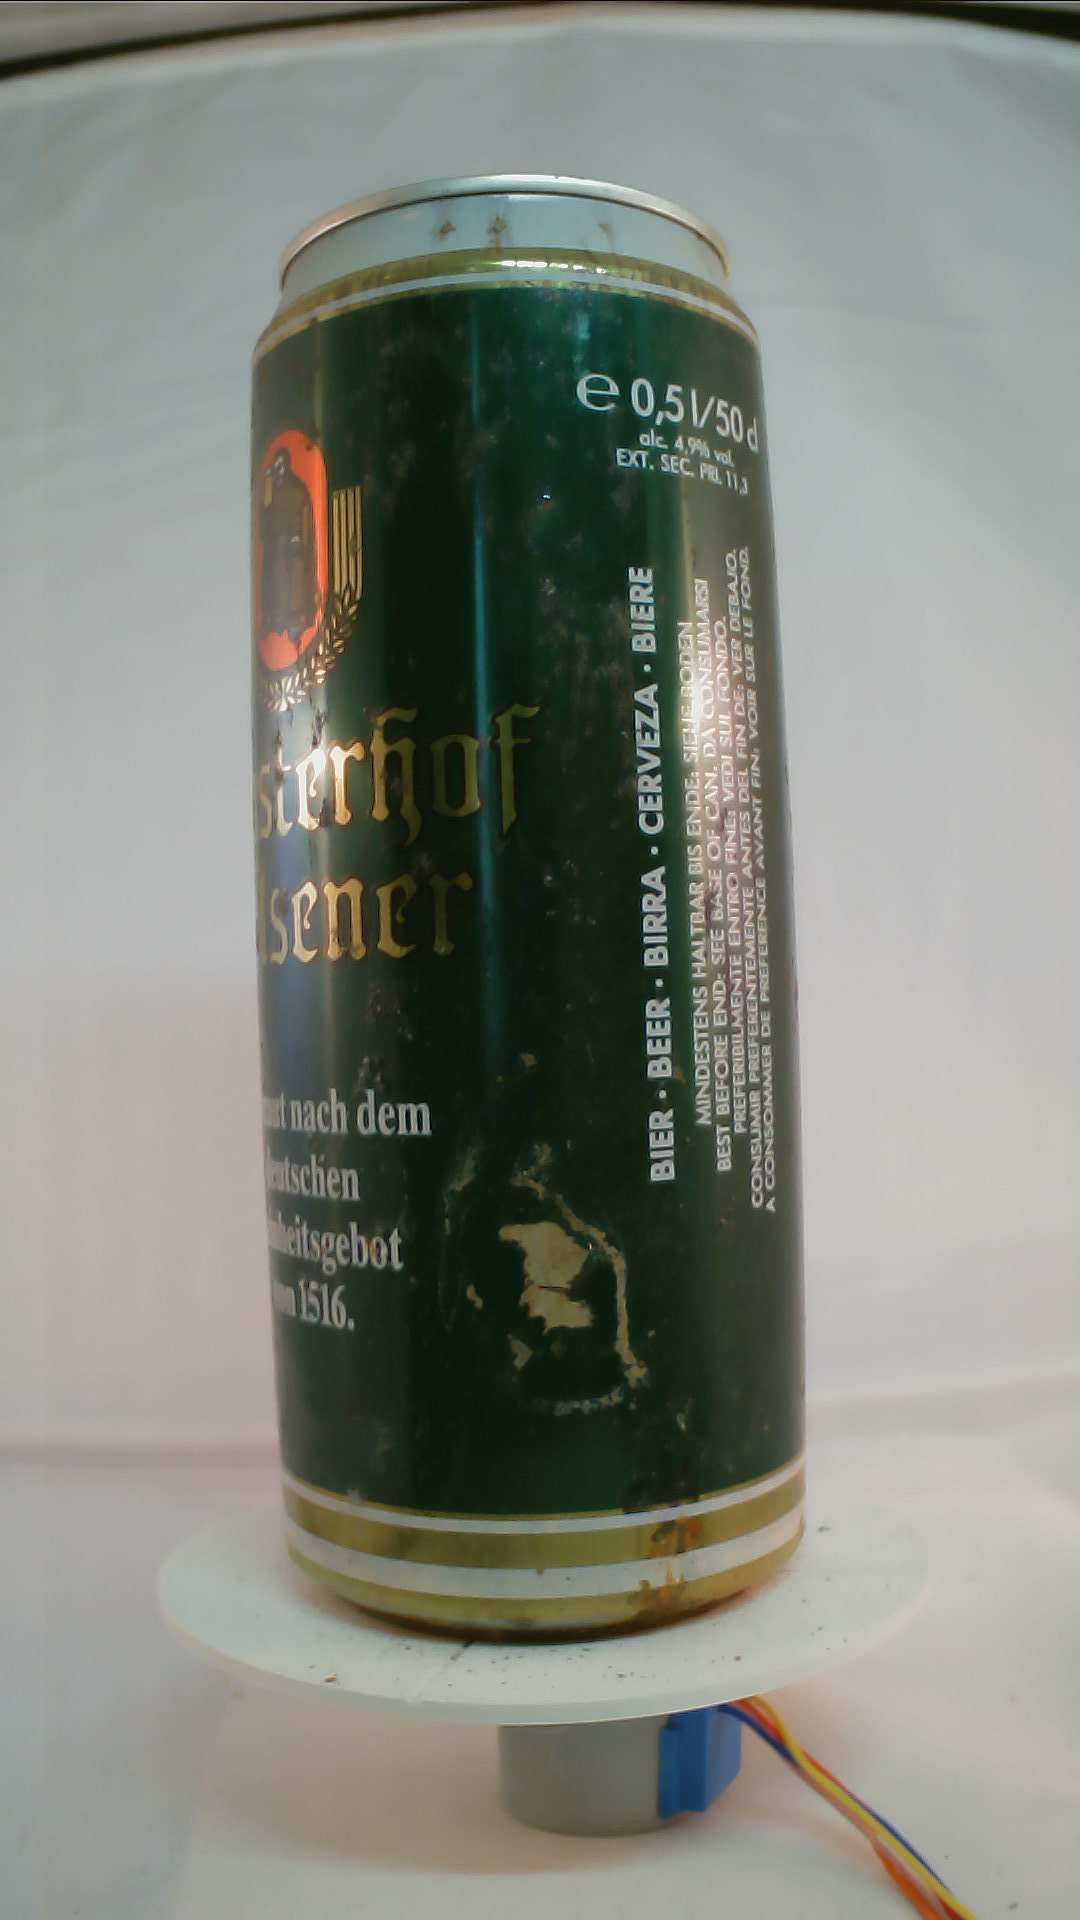 sterhof
lsener
nach dem
deutschen
heitsgebot
von 1516.
e 0,5 l/50 cl
alc. 4,9% vol.
EXT. SEC. PRI. 11,3
BIER · BEER · BIRRA · CERVEZA · BIERE
MINDESTENS HALTBAR BIS ENDE: SIEHE BODEN
BEST BEFORE END: SEE BASE OF CAN. DA CONSUMARSI
PREFERIBILMENTE ENTRO FINE: VEDI SUL FONDO.
CONSUMIR PREFERENTEMENTE ANTES DEL FIN DE: VER DEBAJO.
A CONSOMMER DE PREFERENCE AVANT FIN: VOIR SUR LE FOND.